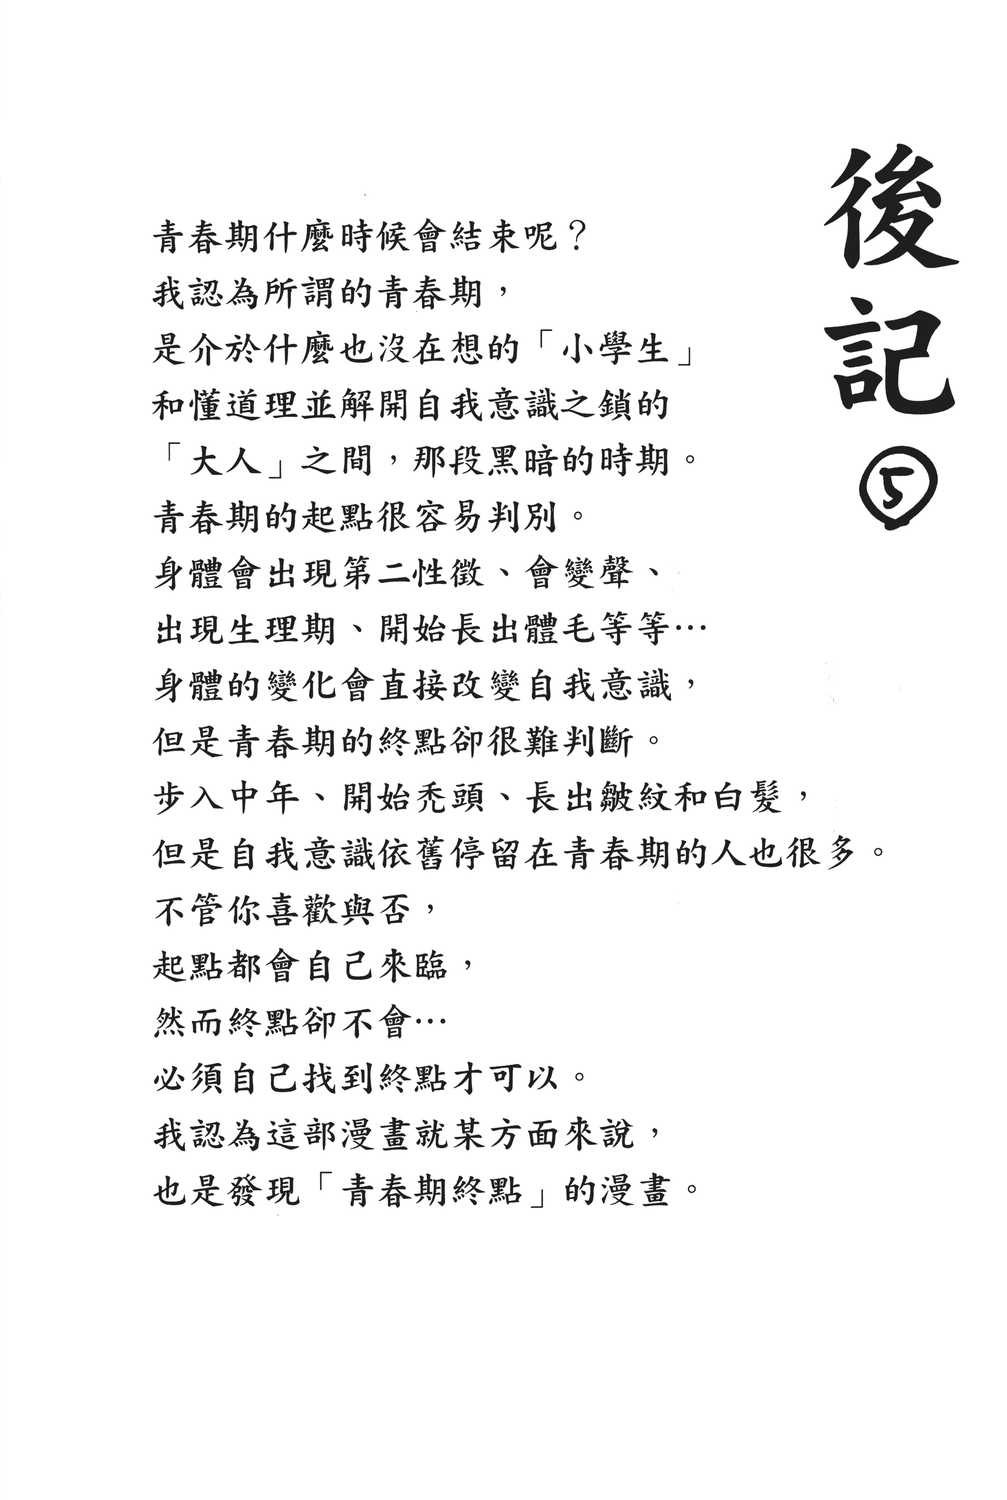 後記⑤
青春期什麼時候會結束呢？
我認為所謂的青春期，
是介於什麼也沒在想的「小學生」
和懂道理並解開自我意識之鎖的
「大人」之間，那段黑暗的時期。
青春期的起點很容易判別。
身體會出現第二性徵、會變聲、
出現生理期、開始長出體毛等等…
身體的變化會直接改變自我意識，
但是青春期的終點卻很難判斷。
步入中年、開始禿頭、長出皺紋和白髮，
但是自我意識依舊停留在青春期的人也很多。
不管你喜歡與否，
起點都會自己來臨，
然而終點卻不會…
必須自己找到終點才可以。
我認為這部漫畫就某方面來說，
也是發現「青春期終點」的漫畫。